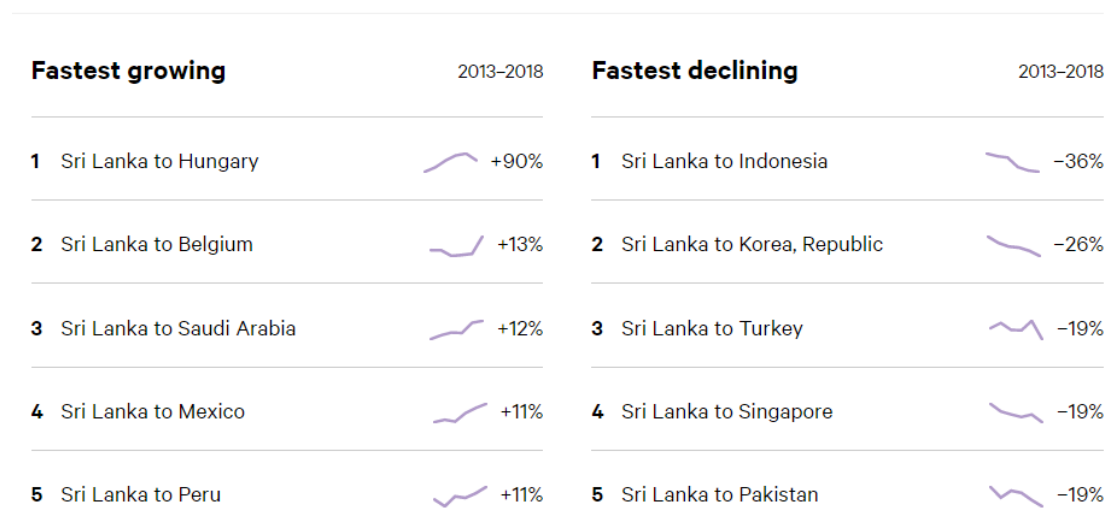 Fastest growing 2013–2018
1 Sri Lanka to Hungary +90%
2 Sri Lanka to Belgium +13%
3 Sri Lanka to Saudi Arabia +12%
4 Sri Lanka to Mexico +11%
5 Sri Lanka to Peru +11%
Fastest declining 2013–2018
1 Sri Lanka to Indonesia −36%
2 Sri Lanka to Korea, Republic −26%
3 Sri Lanka to Turkey −19%
4 Sri Lanka to Singapore −19%
5 Sri Lanka to Pakistan −19%